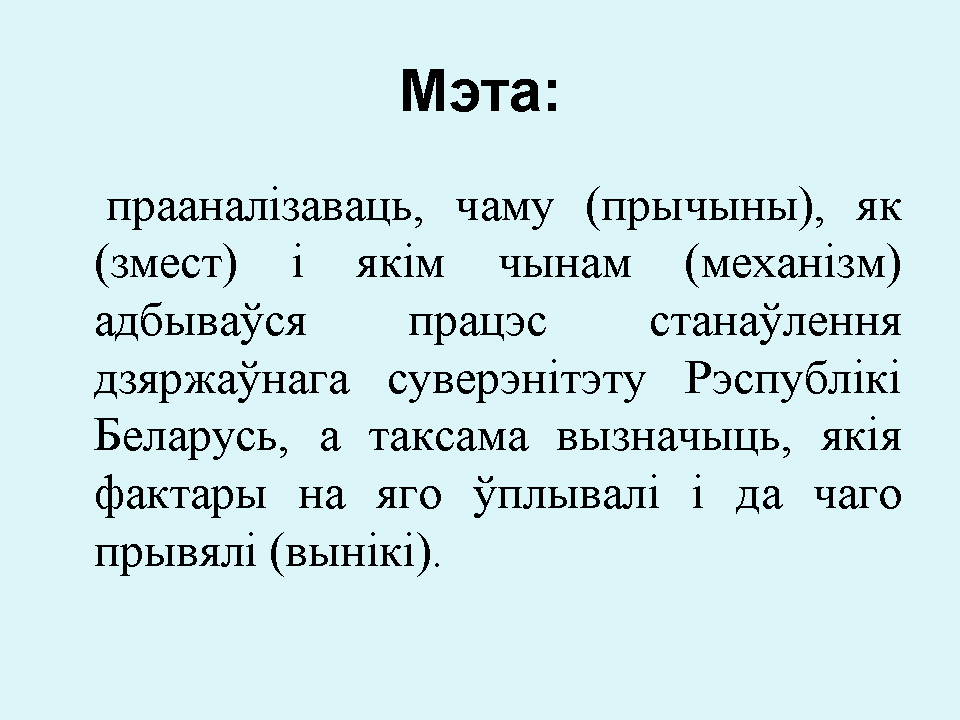 Мэта:
прааналізаваць, чаму (прычыны), як
(змест) і якім чынам (механізм)
адбываўся працэс станаўлення
дзяржаўнага суверэнітэту Рэспублікі
Беларусь, а таксама вызначыць, якія
фактары на яго ўплывалі і да чаго
прывялі (вынікі).